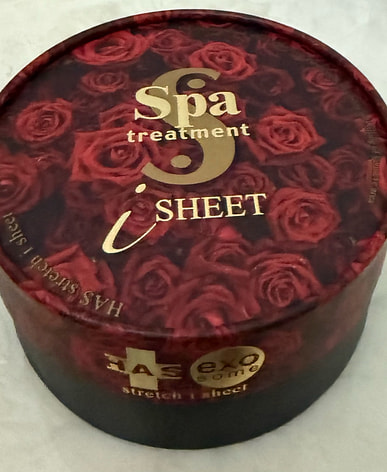 S
Spa
treatment
i SHEET
HAS stretch i sheet
HAS exo
some
stretch i sheet